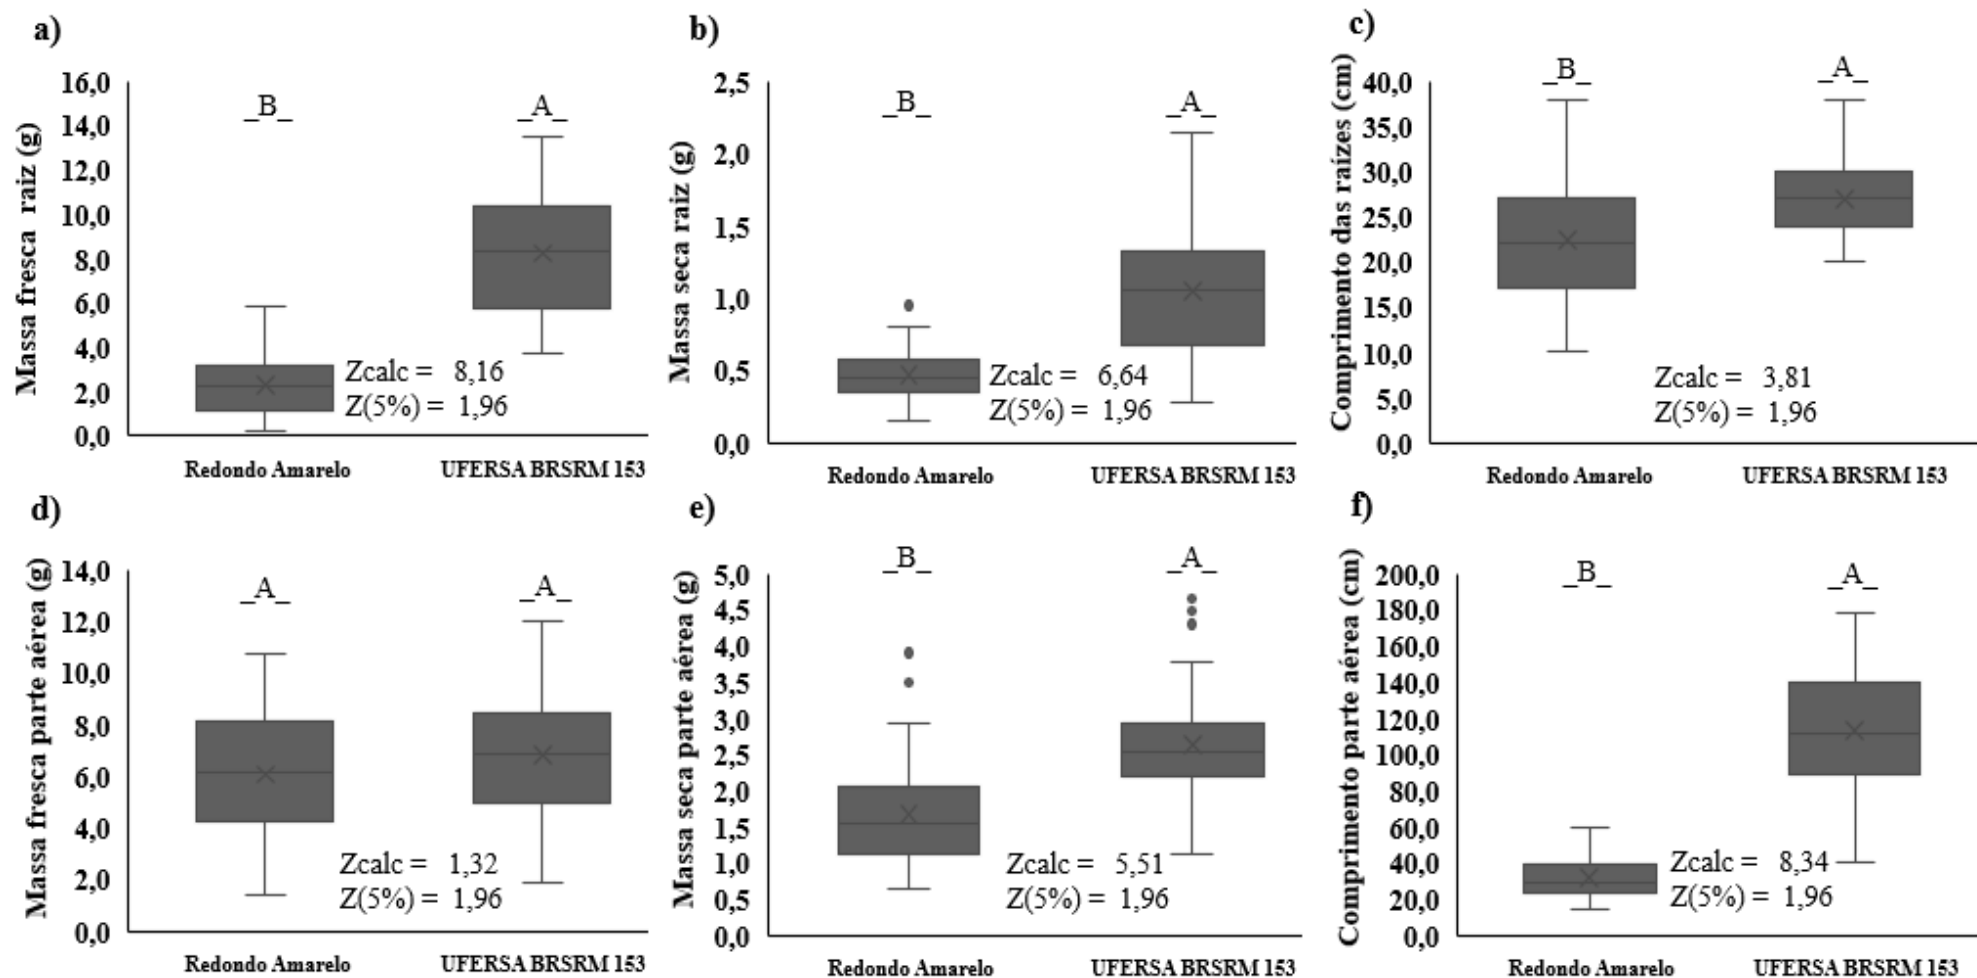 a)
Massa fresca raiz (g)
16,0
14,0
12,0
10,0
8,0
6,0
4,0
2,0
0,0
_B_
_A_
Zcalc = 8,16
Z(5%) = 1,96
Redondo Amarelo
UFERSA BRSRM 153
b)
Massa seca raiz (g)
2,5
2,0
1,5
1,0
0,5
0,0
_B_
_A_
Zcalc = 6,64
Z(5%) = 1,96
Redondo Amarelo
UFERSA BRSRM 153
c)
Comprimento das raízes (cm)
40,0
35,0
30,0
25,0
20,0
15,0
10,0
5,0
0,0
_B_
_A_
Zcalc = 3,81
Z(5%) = 1,96
Redondo Amarelo
UFERSA BRSRM 153
d)
Massa fresca parte aérea (g)
14,0
12,0
10,0
8,0
6,0
4,0
2,0
0,0
_A_
_A_
Zcalc = 1,32
Z(5%) = 1,96
Redondo Amarelo
UFERSA BRSRM 153
e)
Massa seca parte aérea (g)
5,0
4,5
4,0
3,5
3,0
2,5
2,0
1,5
1,0
0,5
0,0
_B_
_A_
Zcalc = 5,51
Z(5%) = 1,96
Redondo Amarelo
UFERSA BRSRM 153
f)
Comprimento parte aérea (cm)
200,0
180,0
160,0
140,0
120,0
100,0
80,0
60,0
40,0
20,0
0,0
_B_
_A_
Zcalc = 8,34
Z(5%) = 1,96
Redondo Amarelo
UFERSA BRSRM 153